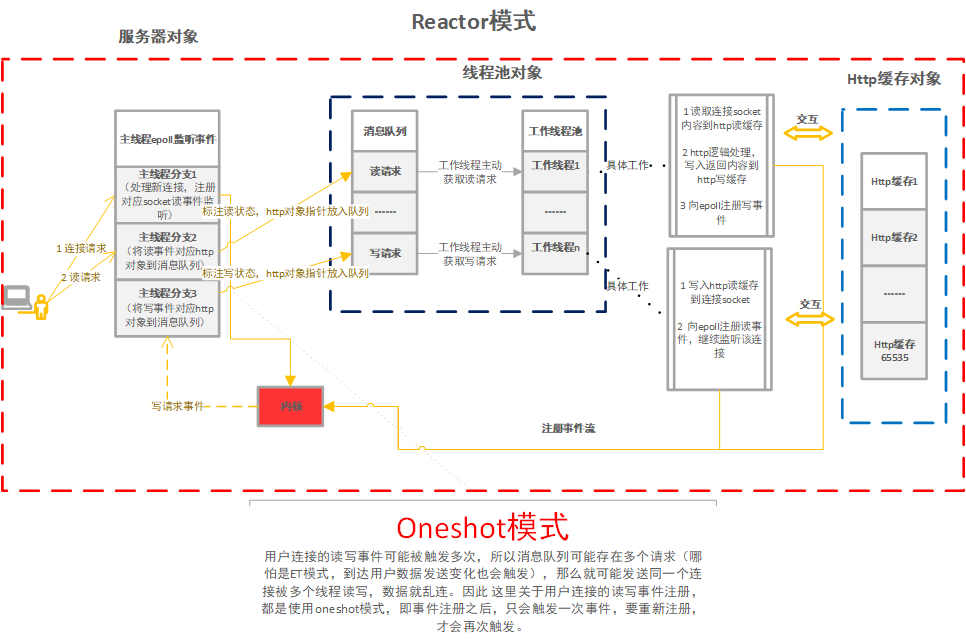 Reactor模式
服务器对象
线程池对象
Http缓存对象
主线程epoll监听事件
主线程分支1
（处理新连接，注册
对应socket读事件监
听）
主线程分支2
（将读事件对应http
对象到消息队列）
主线程分支3
（将写事件对应http
对象到消息队列）
1 连接请求
2 读请求
标注读状态，http对象指针放入队列
标注写状态，http对象指针放入队列
消息队列
读请求
------
写请求
工作线程主动
获取读请求
工作线程主动
获取写请求
工作线程池
工作线程1
------
工作线程n
具体工作
具体工作
1 读取连接socket
内容到http读缓存
2 http逻辑处理，
写入返回内容到
http写缓存
3 向epoll注册写事
件
1 写入http读缓存
到连接socket
2 向epoll注册读事
件，继续监听该连
接
交互
交互
Http缓存1
Http缓存2
------
Http缓存
65535
写请求事件
内核
注册事件流
Oneshot模式
用户连接的读写事件可能被触发多次，所以消息队列可能存在多个请求（哪
怕是ET模式，到达用户数据发送变化也会触发），那么就可能发送同一个连
接被多个线程读写，数据就乱连。因此 这里关于用户连接的读写事件注册，
都是使用oneshot模式，即事件注册之后，只会触发一次事件，要重新注册，
才会再次触发。